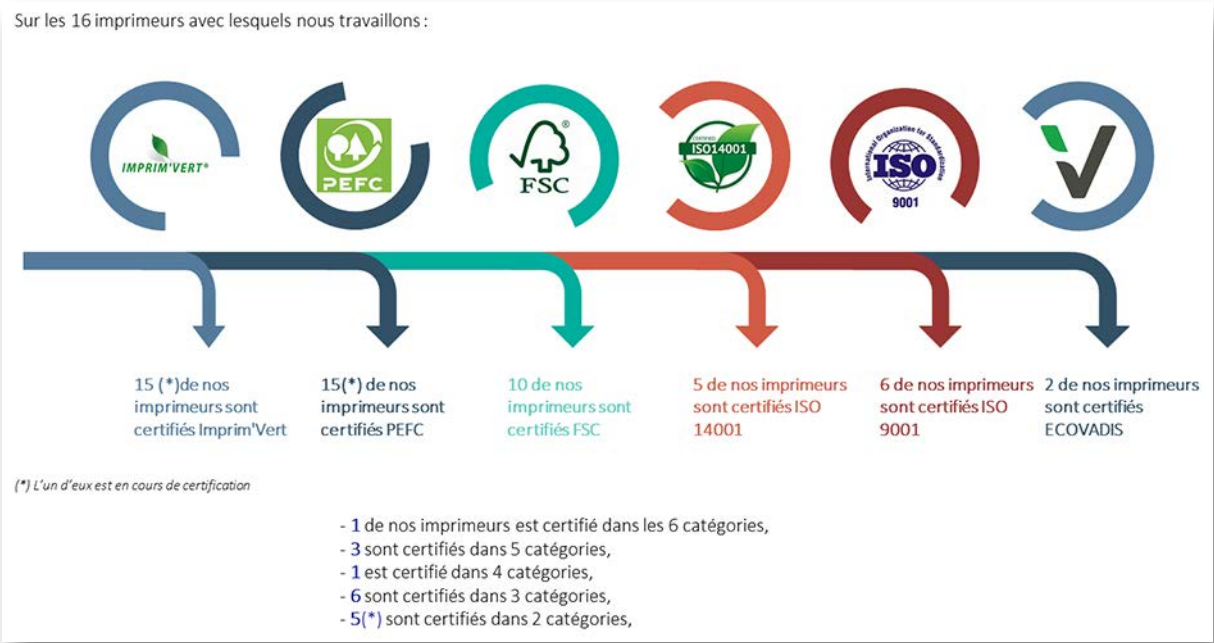 Sur les 16 imprimeurs avec lesquels nous travaillons :
IMPRIM'VERT®
PEFC
®
FSC
CERTIFIED
ISO14001
International Organization for Standardization
ISO
9001
15 (*)de nos
imprimeurs sont
certifiés Imprim'Vert
15(*) de nos
imprimeurs sont
certifiés PEFC
10 de nos
imprimeurs sont
certifiés FSC
5 de nos imprimeurs
sont certifiés ISO
14001
6 de nos imprimeurs
sont certifiés ISO
9001
2 de nos imprimeurs
sont certifiés
ECOVADIS
(*) L'un d'eux est en cours de certification
- 1 de nos imprimeurs est certifié dans les 6 catégories,
- 3 sont certifiés dans 5 catégories,
- 1 est certifié dans 4 catégories,
- 6 sont certifiés dans 3 catégories,
- 5(*) sont certifiés dans 2 catégories,